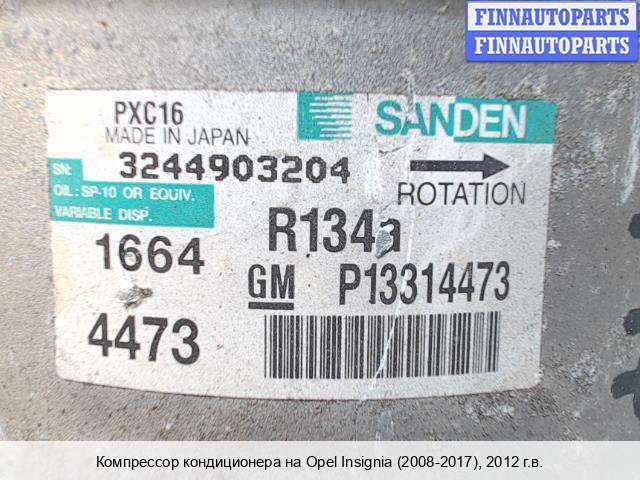 FINNAUTOPARTS
FINNAUTOPARTS
PXC16
MADE IN JAPAN
SANDEN
SN: 3244903204
ROTATION
OIL: SP-10 OR EQUIV.
VARIABLE DISP.
1664
R134a
GM P13314473
4473
Компрессор кондиционера на Opel Insignia (2008-2017), 2012 г.в.